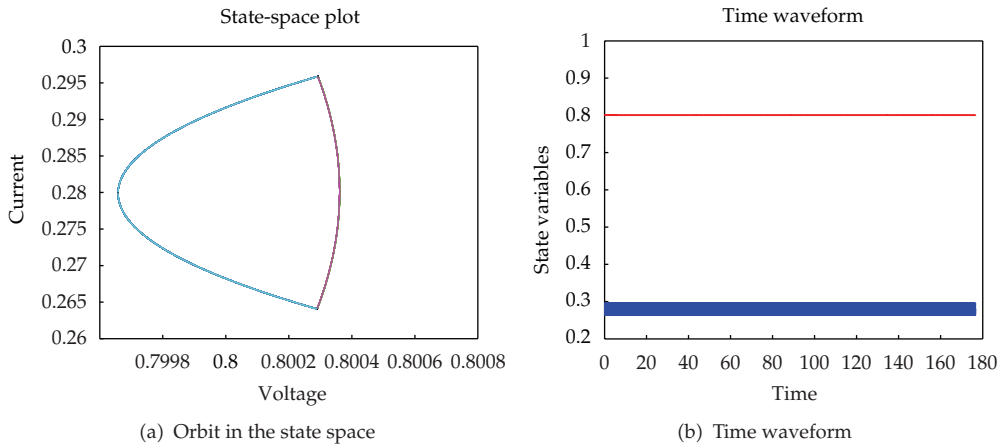 State-space plot
0.3
0.295
0.29
0.285
0.28
0.275
0.27
0.265
0.26
Current
0.7998 0.8 0.8002 0.8004 0.8006 0.8008
Voltage
(a) Orbit in the state space
Time waveform
1
0.9
0.8
0.7
0.6
0.5
0.4
0.3
0.2
State variables
0 20 40 60 80 100 120 140 160 180
Time
(b) Time waveform